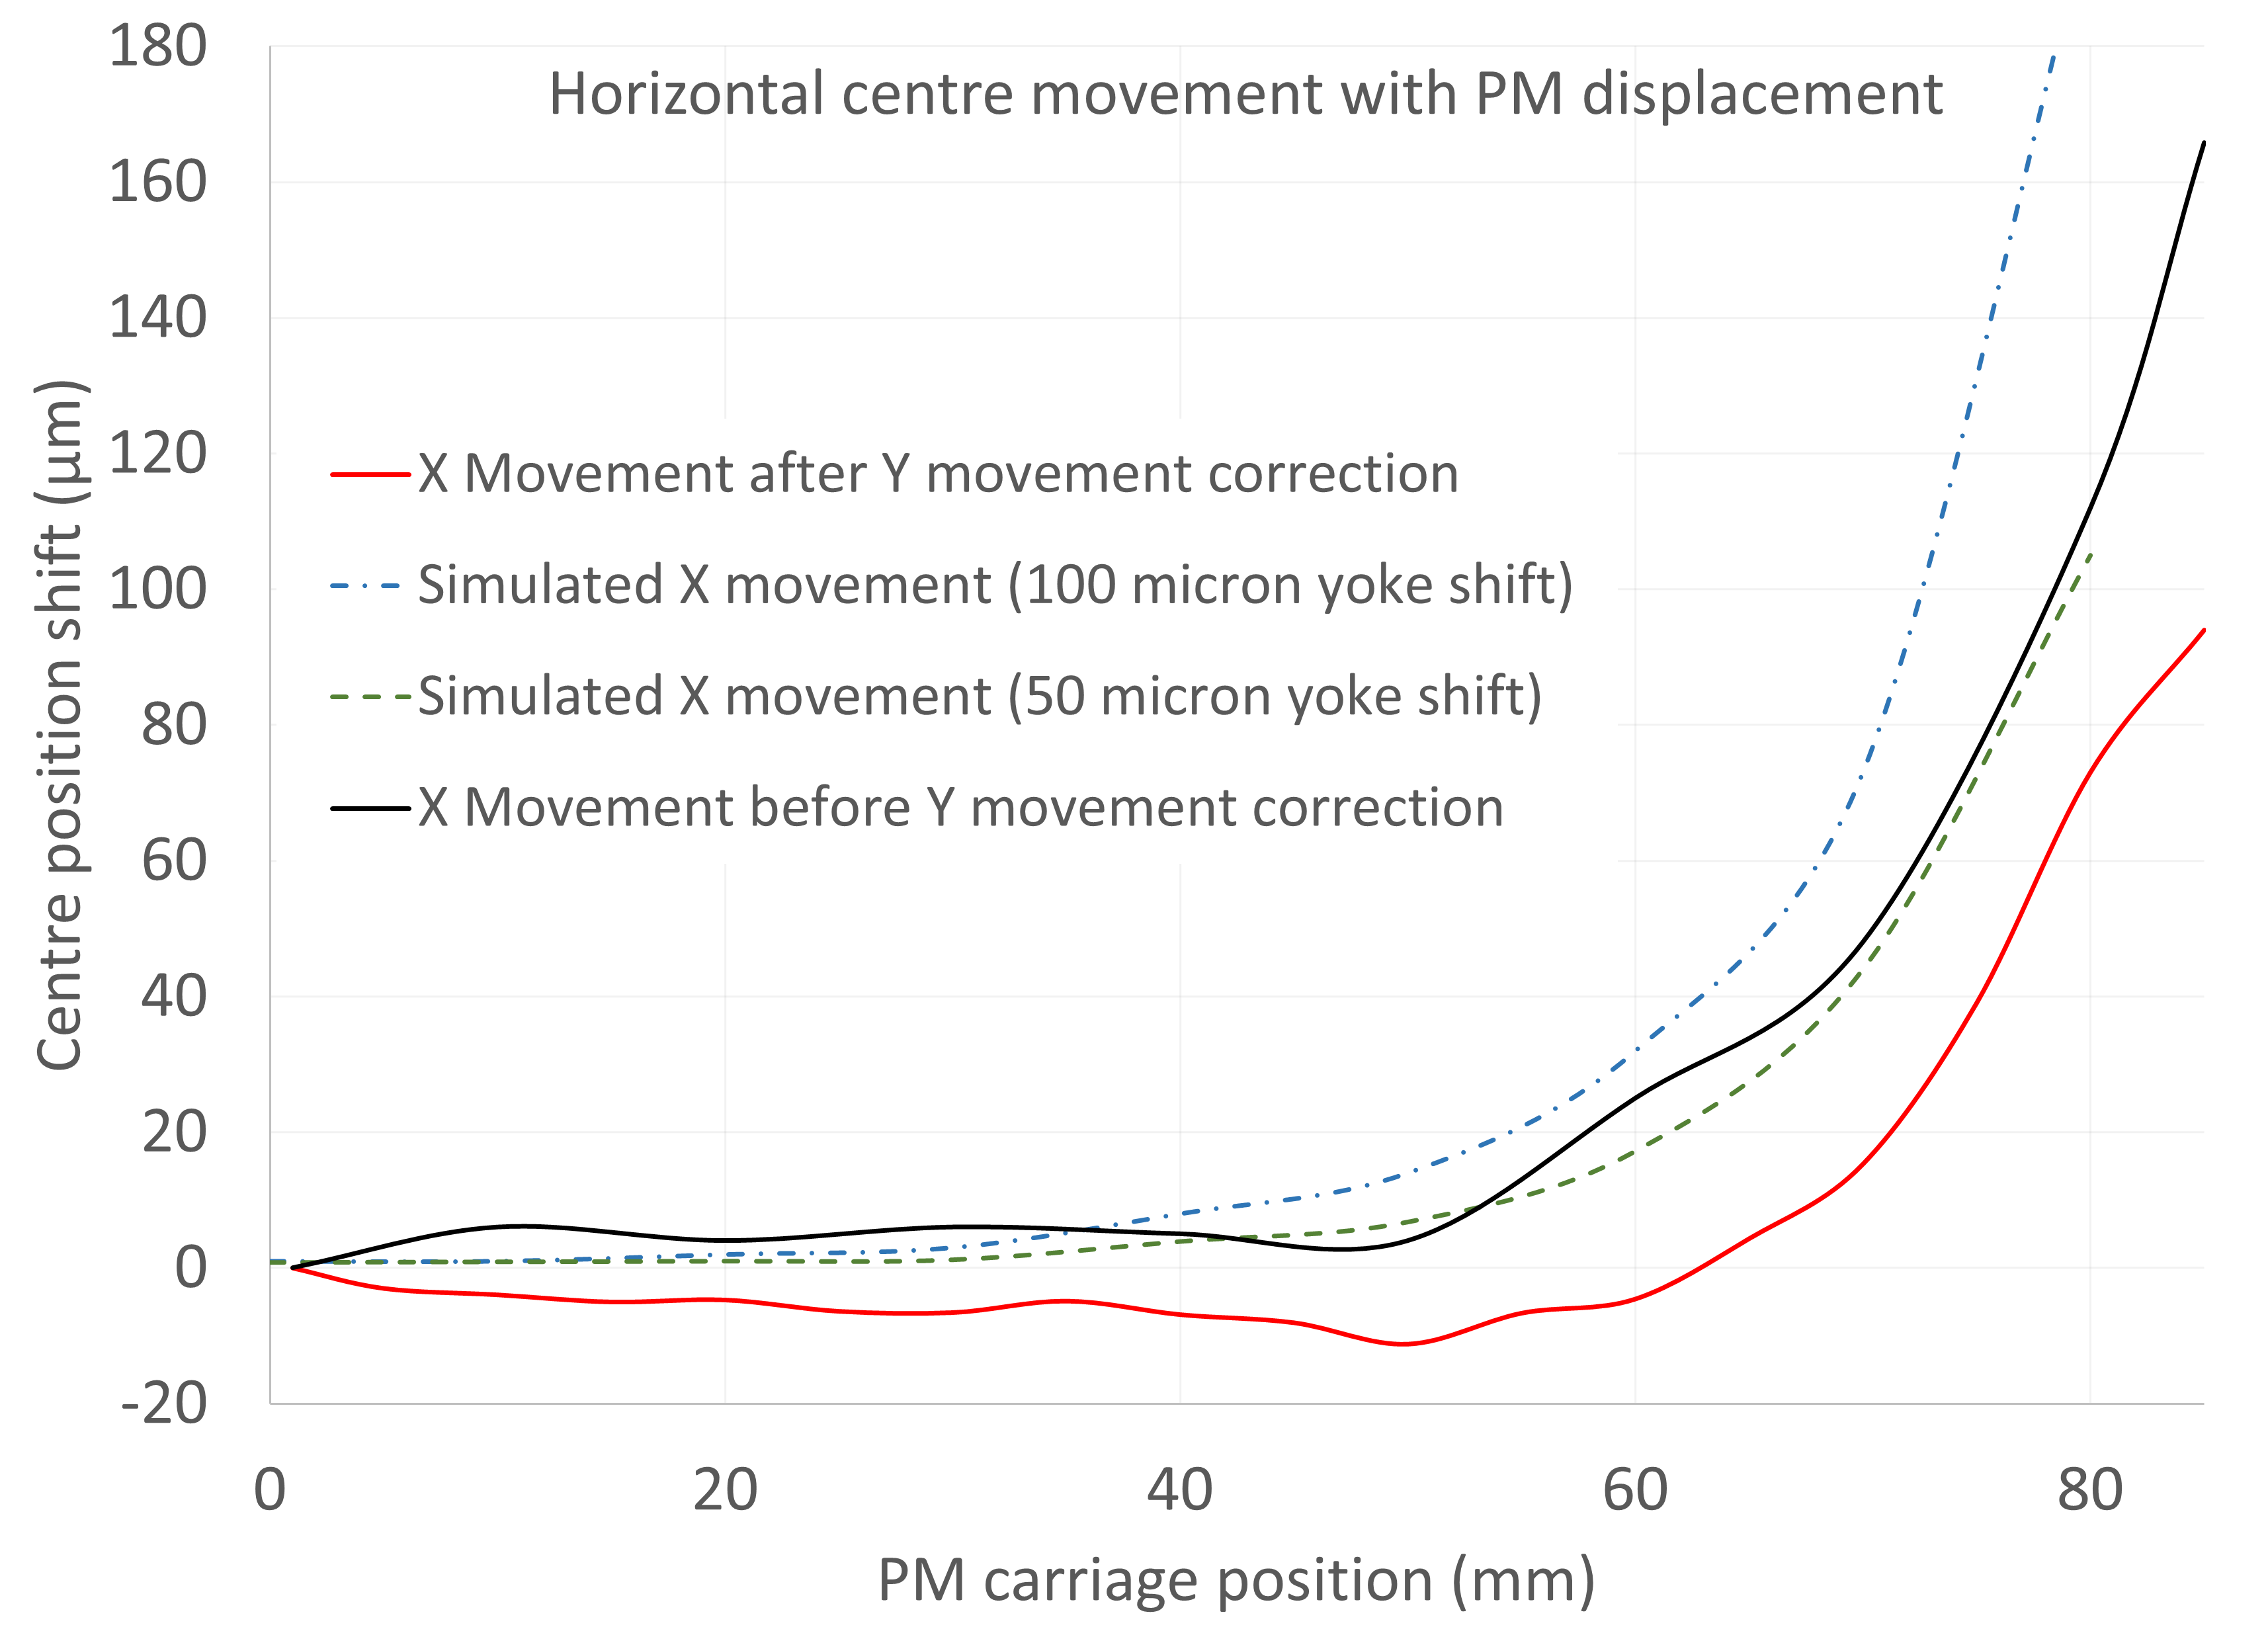 Horizontal centre movement with PM displacement
180
160
140
120
100
80
60
40
20
0
-20
Centre position shift (µm)
X Movement after Y movement correction
Simulated X movement (100 micron yoke shift)
Simulated X movement (50 micron yoke shift)
X Movement before Y movement correction
0 20 40 60 80
PM carriage position (mm)